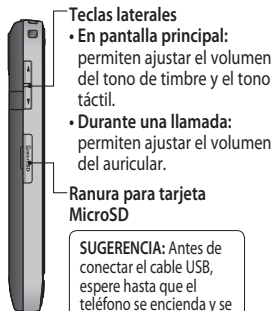 Teclas laterales
• En pantalla principal:
permiten ajustar el volumen
del tono de timbre y el tono
táctil.
• Durante una llamada:
permiten ajustar el volumen
del auricular.
Ranura para tarjeta
MicroSD
SUGERENCIA: Antes de
conectar el cable USB,
espere hasta que el
teléfono se encienda y se